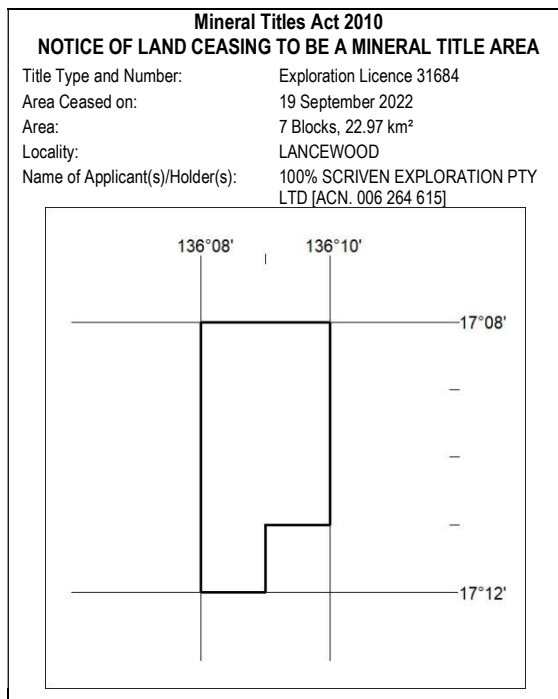 Mineral Titles Act 2010
NOTICE OF LAND CEASING TO BE A MINERAL TITLE AREA
Title Type and Number: Exploration Licence 31684
Area Ceased on: 19 September 2022
Area: 7 Blocks, 22.97 km²
Locality: LANCEWOOD
Name of Applicant(s)/Holder(s): 100% SCRIVEN EXPLORATION PTY
LTD [ACN. 006 264 615]
136°08' 136°10'
17°08'
17°12'